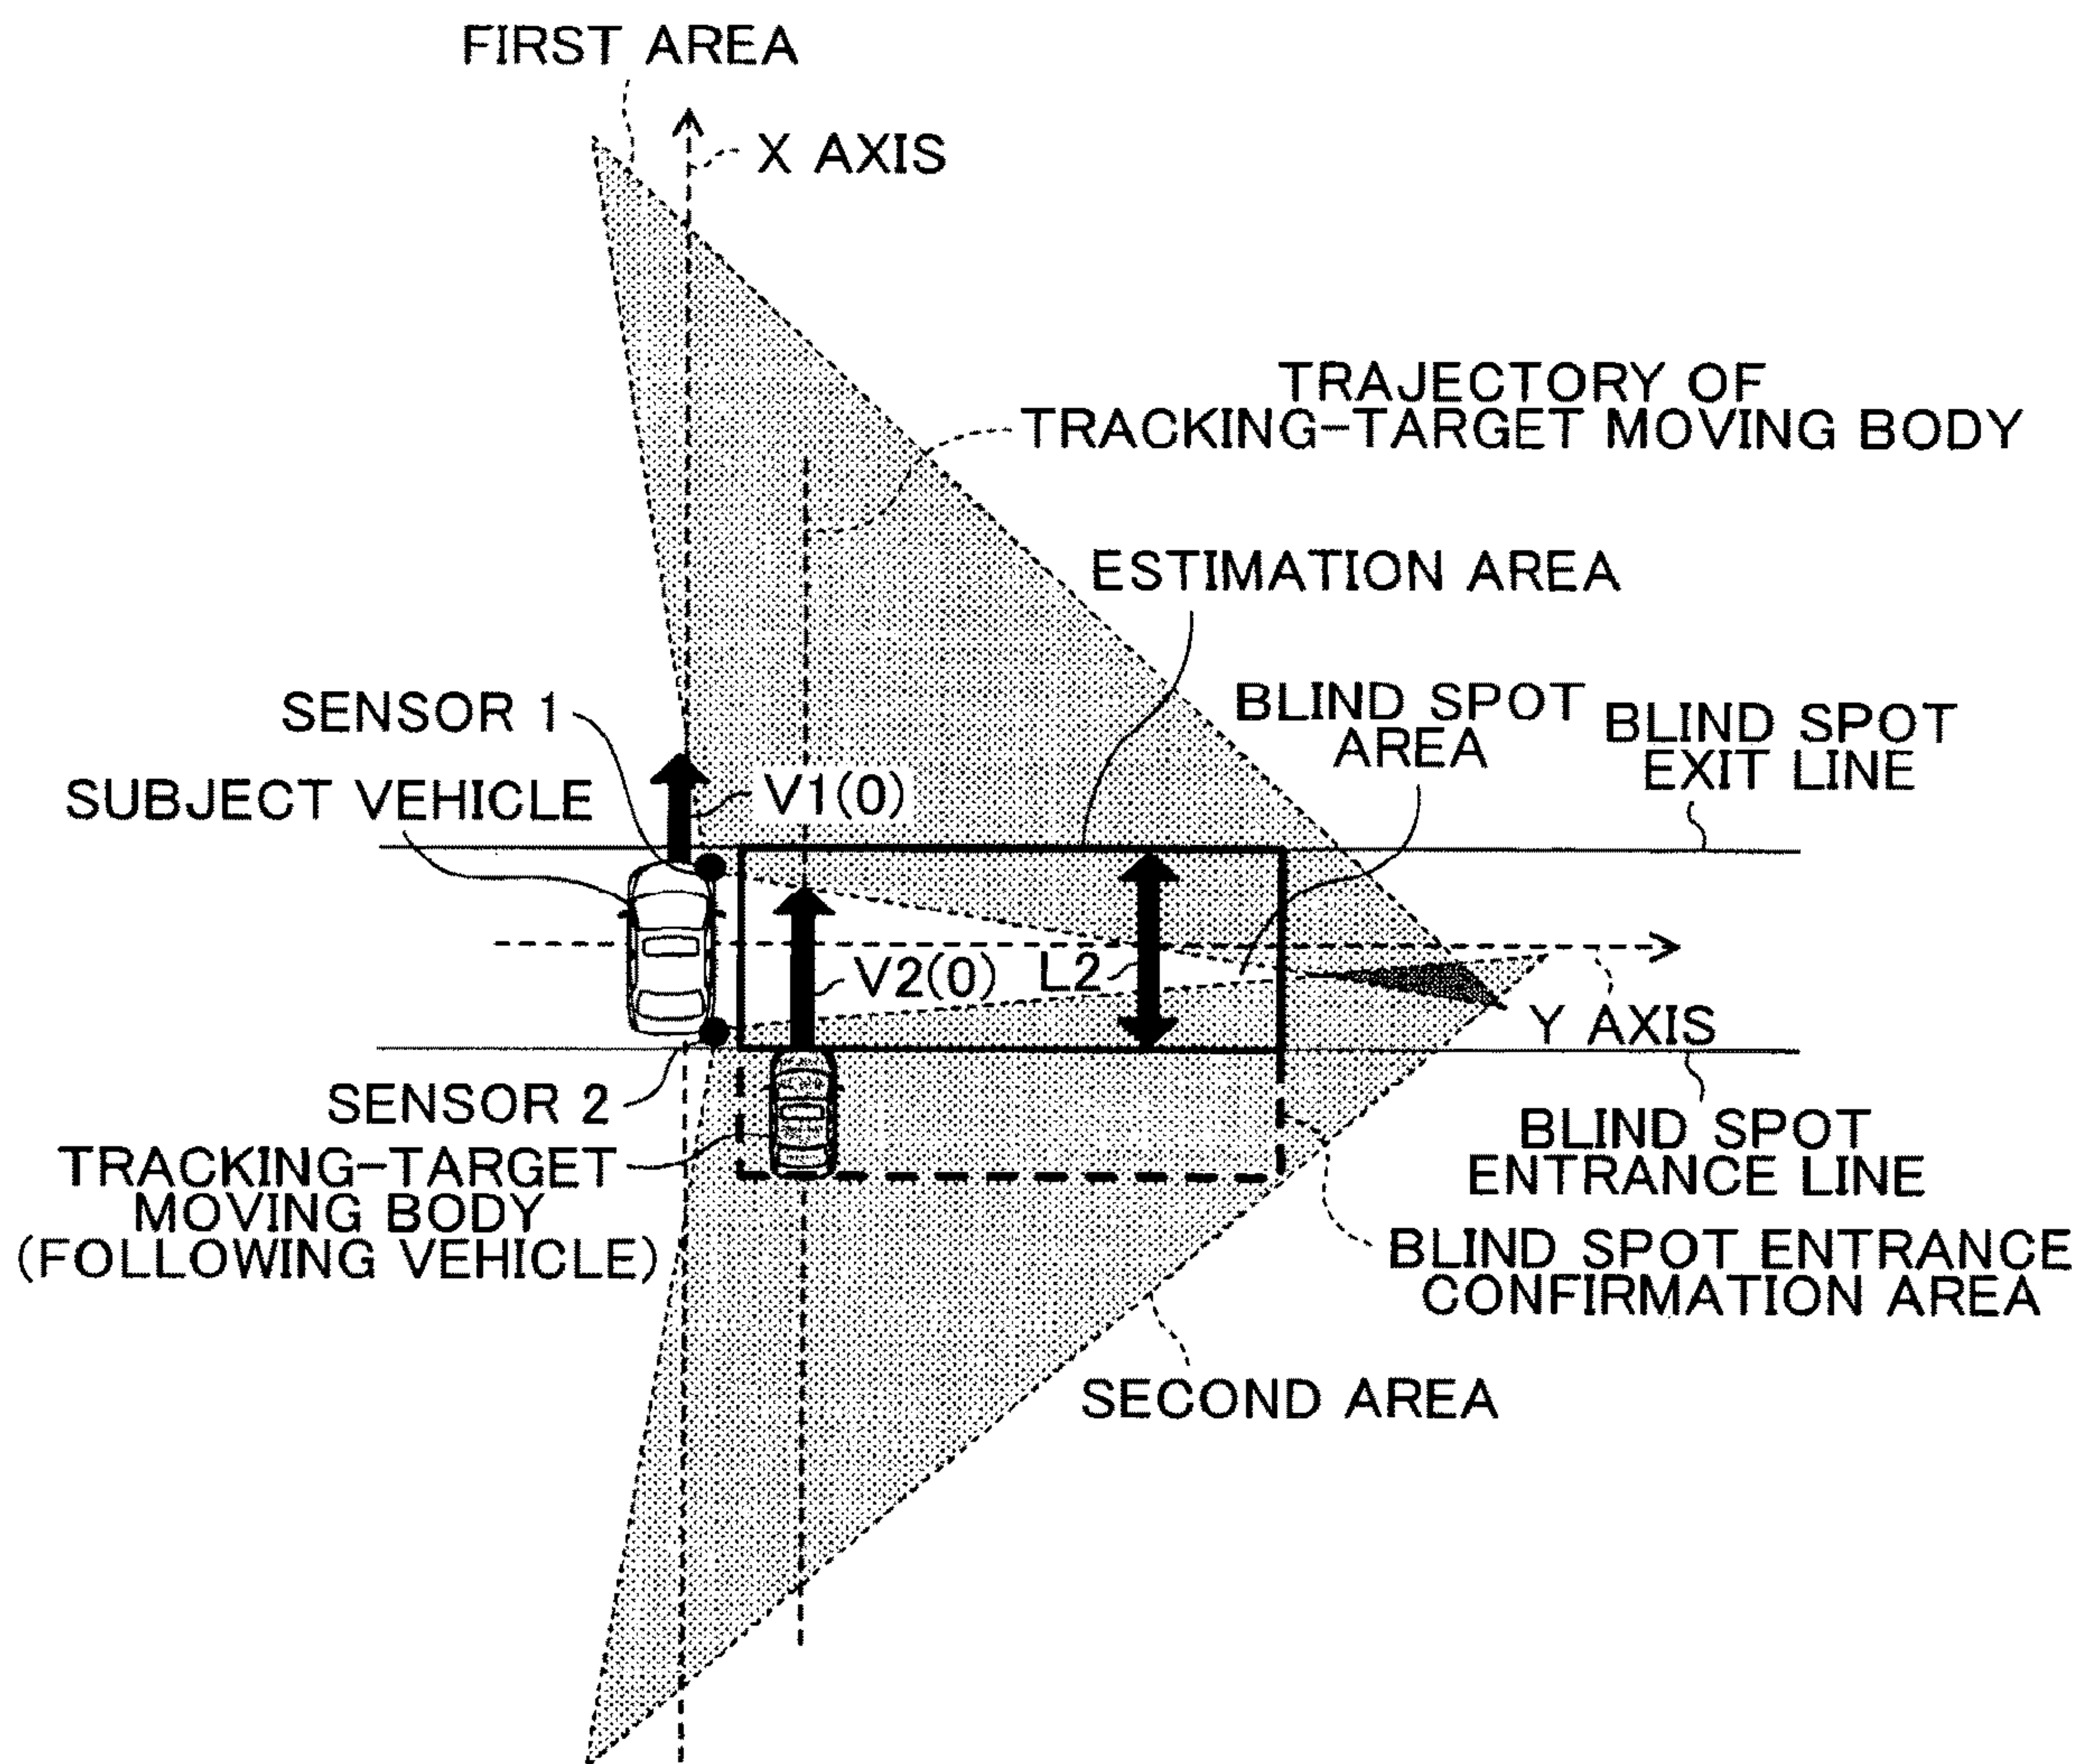 FIRST AREA
X AXIS
TRAJECTORY OF
TRACKING-TARGET MOVING BODY
ESTIMATION AREA
BLIND SPOT
AREA
BLIND SPOT
EXIT LINE
SENSOR 1
SUBJECT VEHICLE
V1(0)
V2(0)
L2
Y AXIS
SENSOR 2
TRACKING-TARGET
MOVING BODY
(FOLLOWING VEHICLE)
BLIND SPOT
ENTRANCE LINE
BLIND SPOT ENTRANCE
CONFIRMATION AREA
SECOND AREA